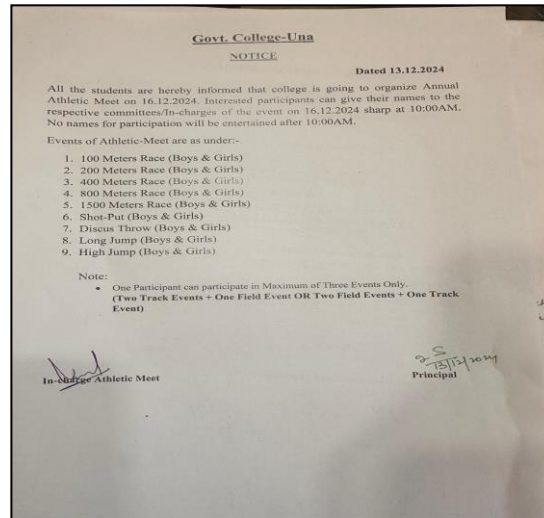 Govt. College-Una
NOTICE
Dated 13.12.2024
All the students are hereby informed that college is going to organize Annual
Athletic Meet on 16.12.2024. Interested participants can give their names to the
respective committees/In-charges of the event on 16.12.2024 sharp at 10:00AM.
No names for participation will be entertained after 10:00AM.
Events of Athletic-Meet are as under:-
1. 100 Meters Race (Boys & Girls)
2. 200 Meters Race (Boys & Girls)
3. 400 Meters Race (Boys & Girls)
4. 800 Meters Race (Boys & Girls)
5. 1500 Meters Race (Boys & Girls)
6. Shot-Put (Boys & Girls)
7. Discus Throw (Boys & Girls)
8. Long Jump (Boys & Girls)
9. High Jump (Boys & Girls)
Note:
• One Participant can participate in Maximum of Three Events Only.
(Two Track Events + One Field Event OR Two Field Events + One Track
Event)
13/12/2024
In-charge Athletic Meet Principal